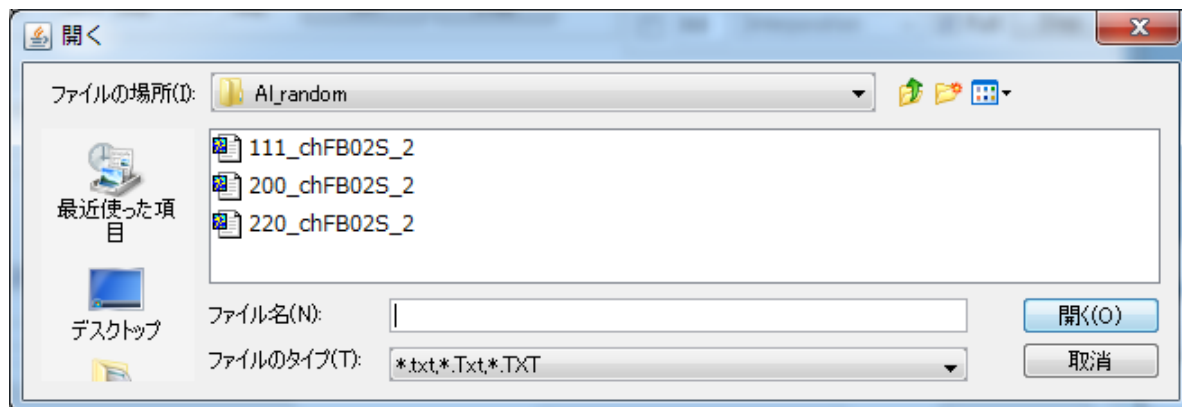 開く
ファイルの場所(I):
Al_random
111_chFB02S_2
200_chFB02S_2
220_chFB02S_2
最近使った項
目
デスクトップ
ファイル名(N):
開く(O)
ファイルのタイプ(T):
*.txt,*.Txt,*.TXT
取消